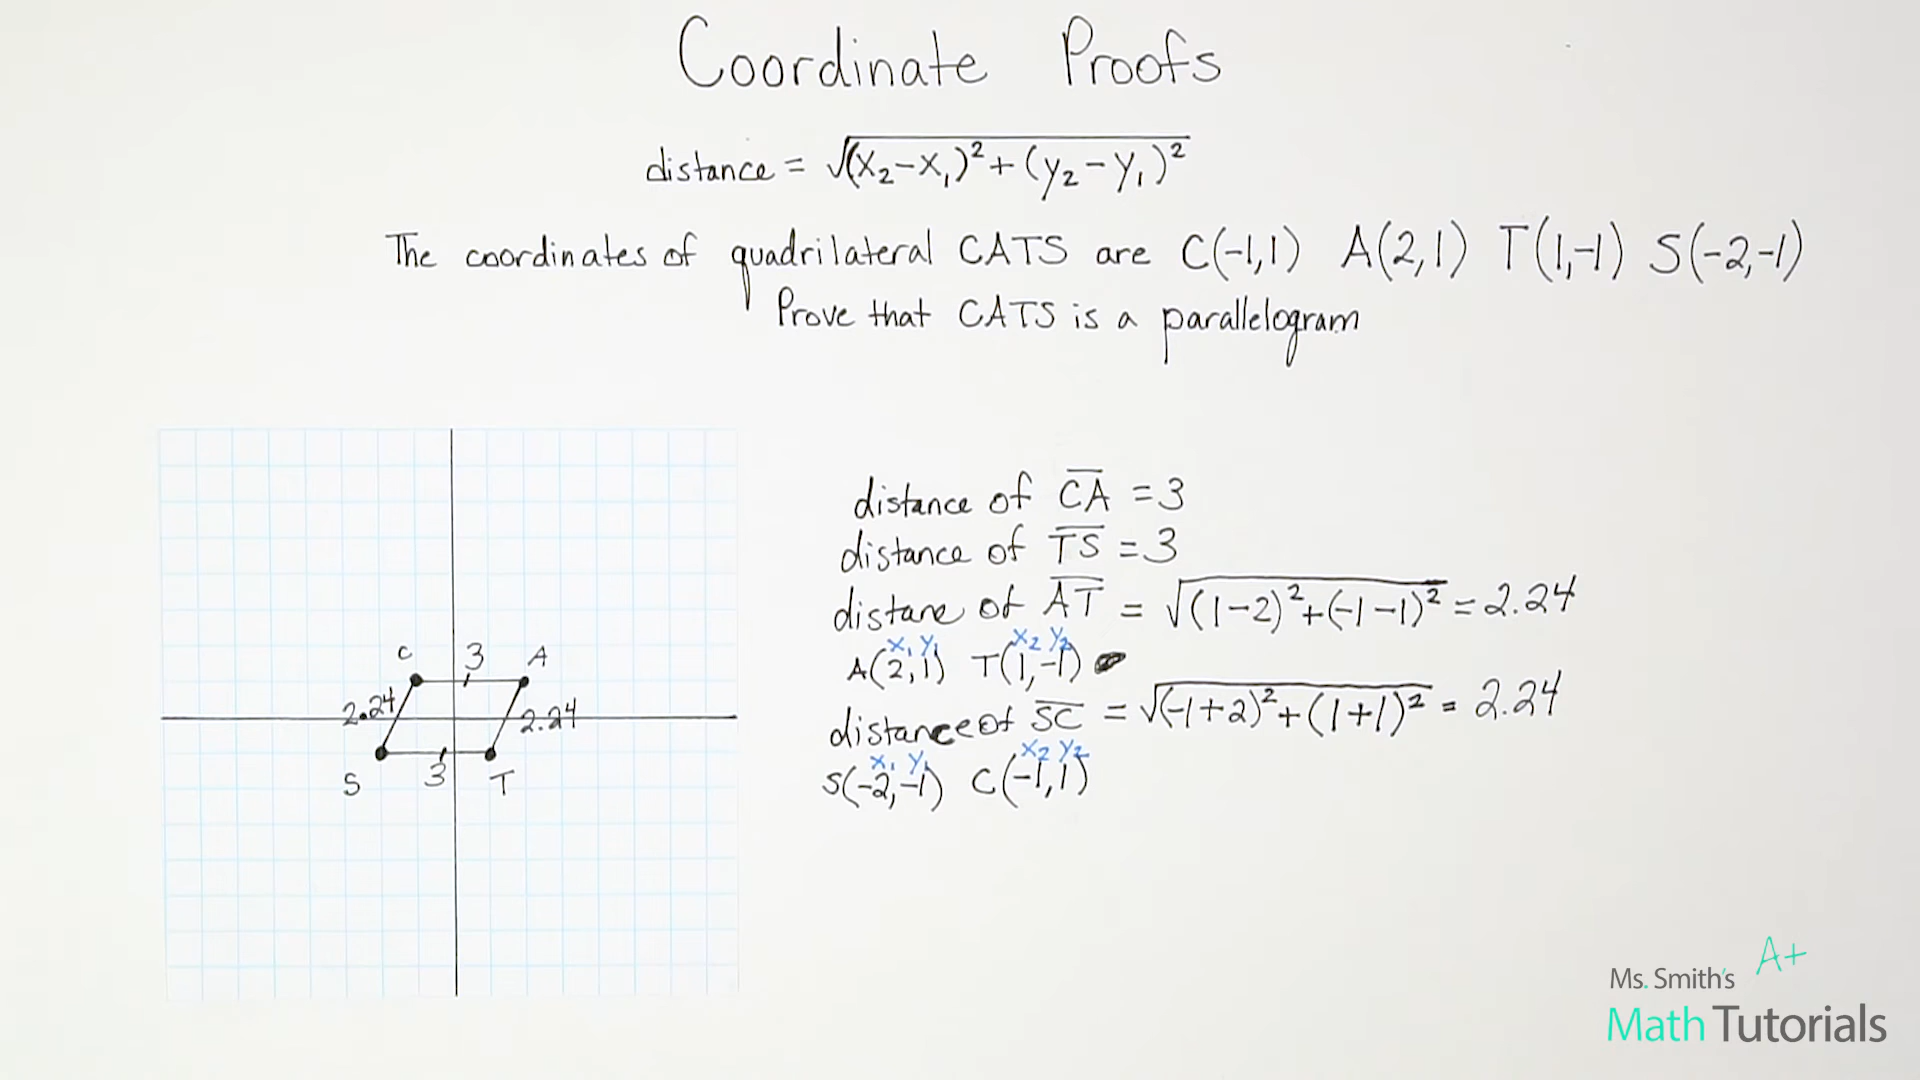 Coordinate Proofs
distance = √(x₂-x₁)²+(y₂-y₁)²
The coordinates of quadrilateral CATS are C(-1,1) A(2,1) T(1,-1) S(-2,-1)
Prove that CATS is a parallelogram
distance of CA = 3
distance of TS = 3
distane of AT = √(1-2)²+(-1-1)² = 2.24
x₁ y₁ x₂ y₂
A(2,1) T(1,-1)
distance of SC = √(-1+2)²+(1+1)² = 2.24
x₁ y₁ x₂ y₂
S(-2,-1) C(-1,1)
C 3 A
2.24 2.24
S 3 T
A+
Ms. Smith's
Math Tutorials